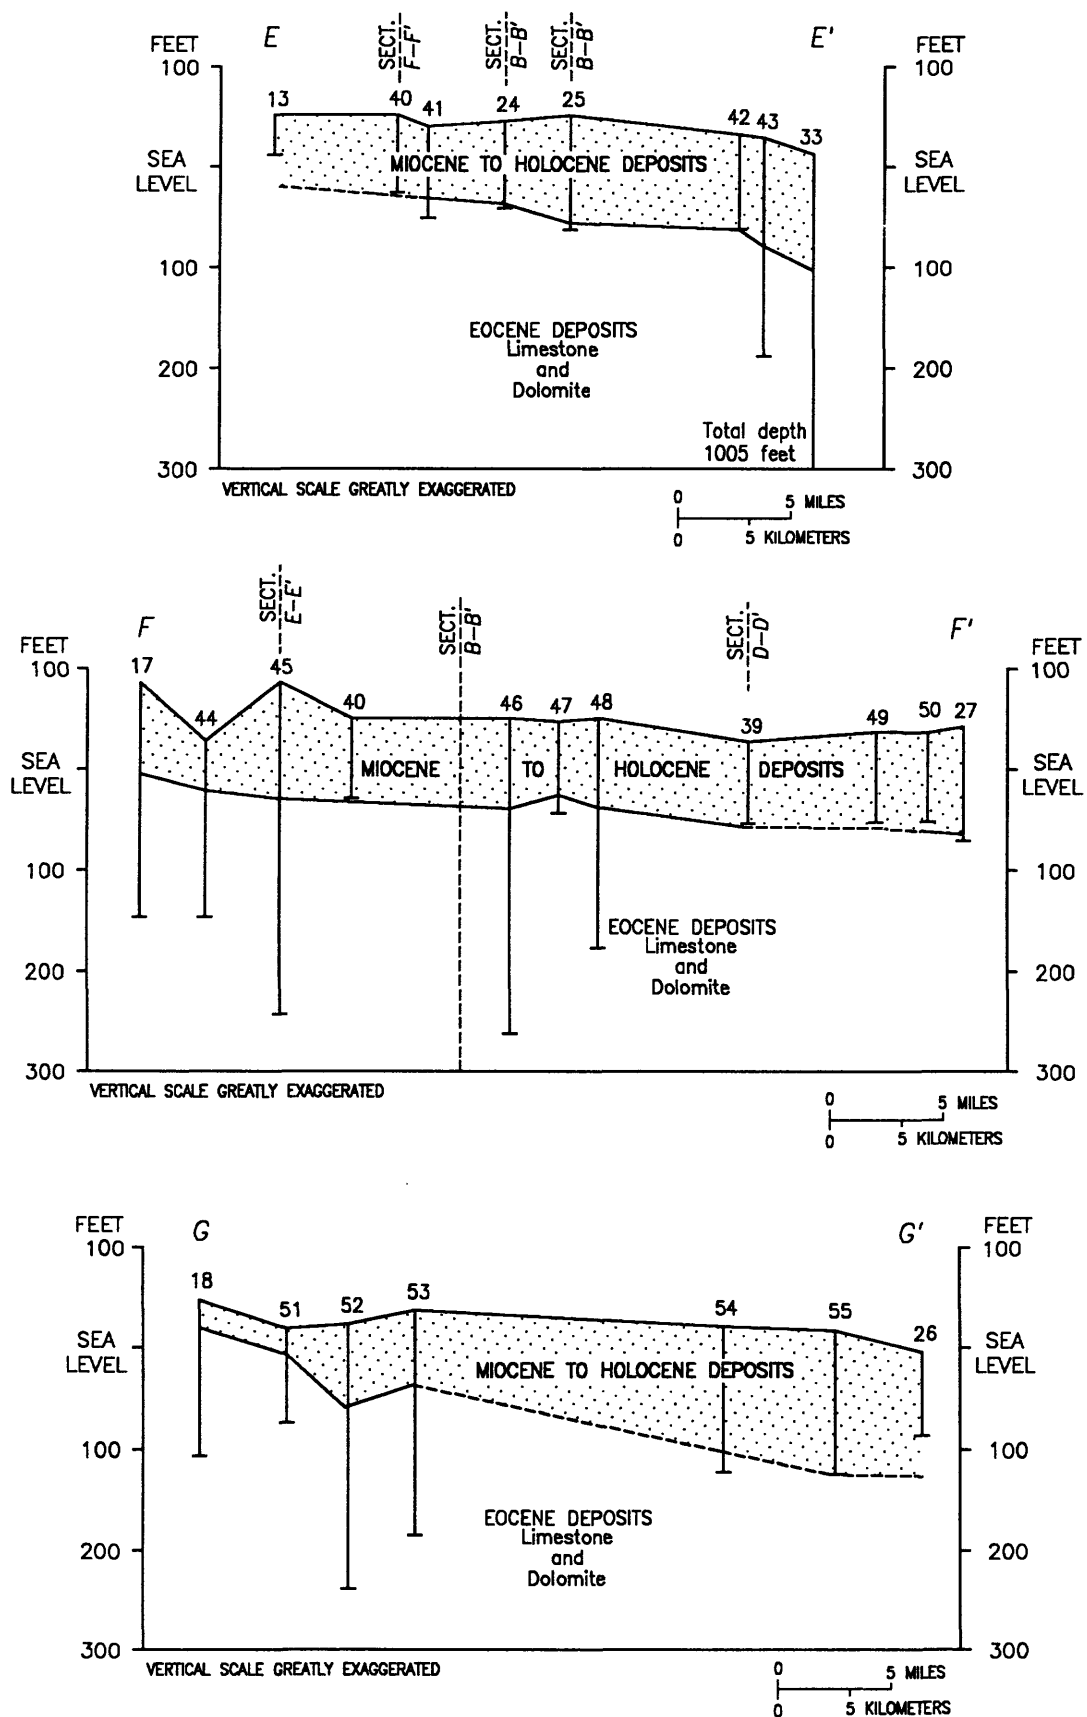 E
E'
FEET
SECT.
F–F'
SECT.
B–B'
SECT.
B–B'
FEET
100
100
13
40
41
24
25
42
43
33
SEA
LEVEL
MIOCENE TO HOLOCENE DEPOSITS
SEA
LEVEL
100
100
EOCENE DEPOSITS
Limestone
and
Dolomite
200
200
Total depth
1005 feet
300
300
VERTICAL SCALE GREATLY EXAGGERATED
0 5 MILES
0 5 KILOMETERS
SECT.
E–E'
SECT.
B–B'
SECT.
D–D'
F
F'
FEET
FEET
100
100
17
44
45
40
46
47
48
39
49
50
27
SEA
LEVEL
MIOCENE TO HOLOCENE DEPOSITS
SEA
LEVEL
100
100
EOCENE DEPOSITS
Limestone
and
Dolomite
200
200
300
300
VERTICAL SCALE GREATLY EXAGGERATED
0 5 MILES
0 5 KILOMETERS
FEET
G
G'
FEET
100
100
18
51
52
53
54
55
26
SEA
LEVEL
MIOCENE TO HOLOCENE DEPOSITS
SEA
LEVEL
100
100
EOCENE DEPOSITS
Limestone
and
Dolomite
200
200
300
300
VERTICAL SCALE GREATLY EXAGGERATED
0 5 MILES
0 5 KILOMETERS